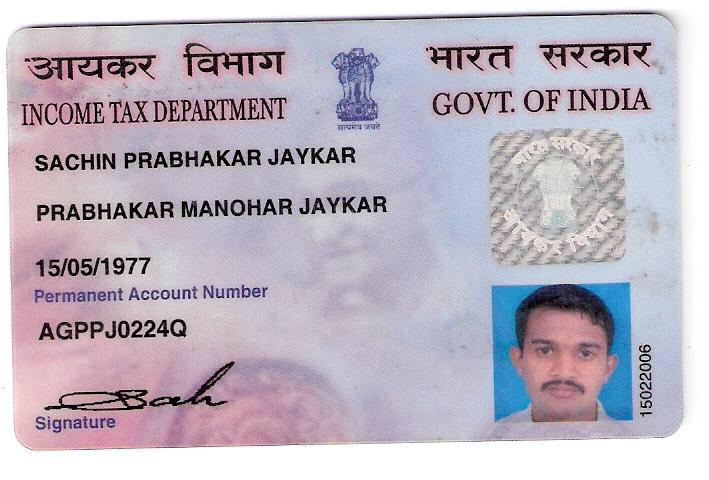 आयकर विभाग
INCOME TAX DEPARTMENT
सत्यमेव जयते
भारत सरकार
GOVT. OF INDIA
SACHIN PRABHAKAR JAYKAR
PRABHAKAR MANOHAR JAYKAR
15/05/1977
Permanent Account Number
AGPPJ0224Q
Signature
भारत सरकार
आयकर विभाग
15022006